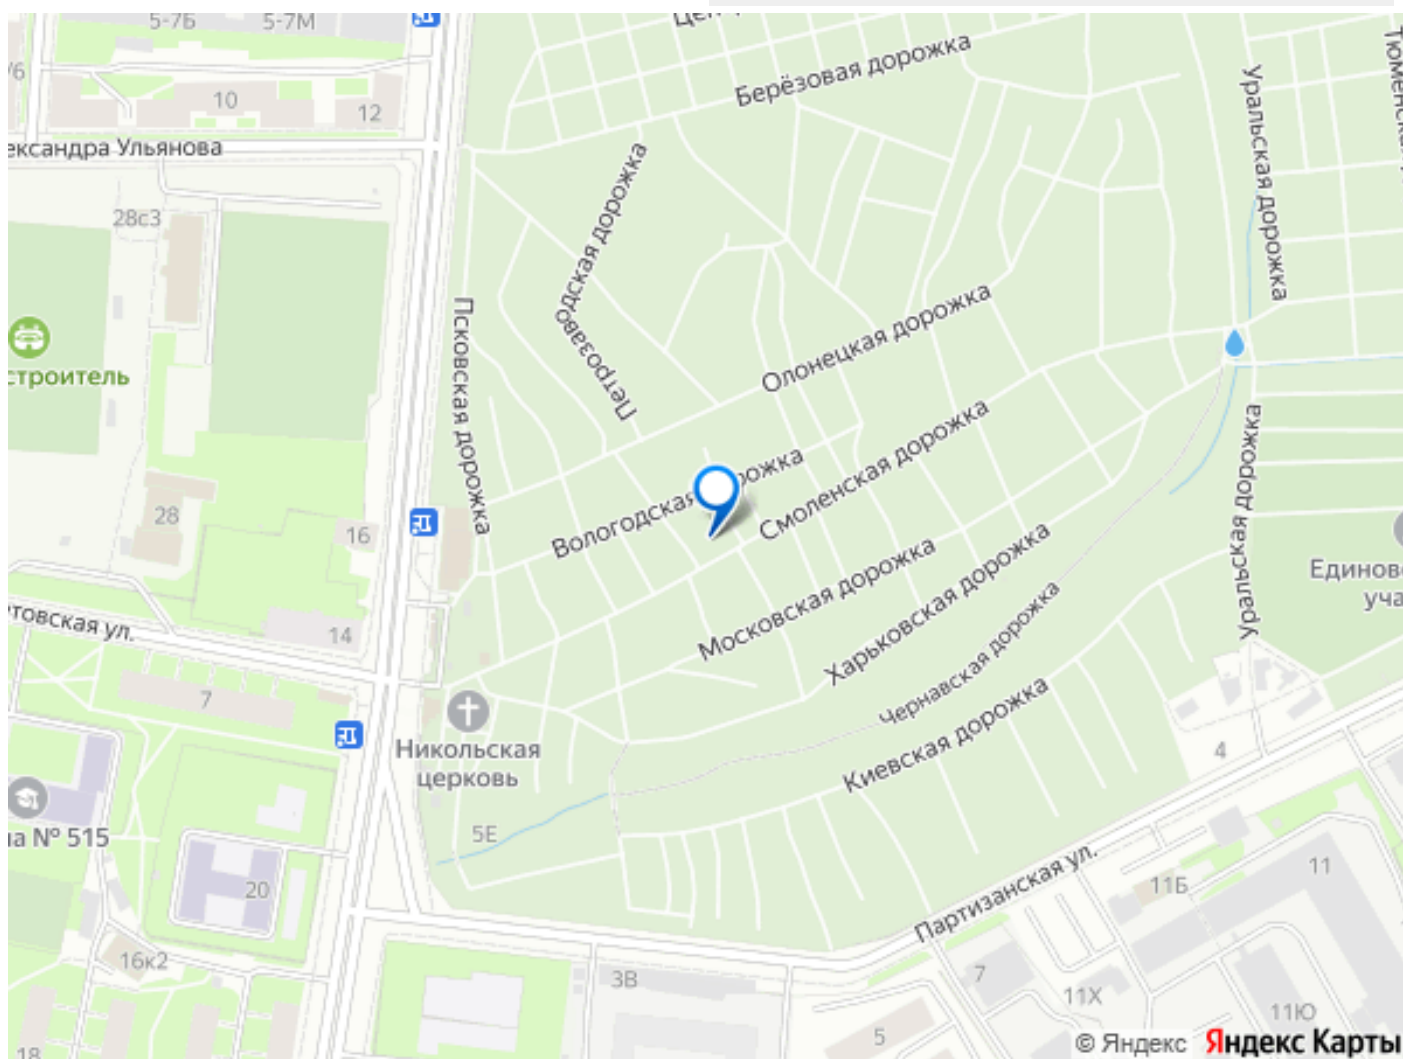 5-7Б
5-7М
Берёзовая дорожка
10
12
ександра Ульянова
28с3
Уральская дорожка
Петрозаводская дорожка
Псковская дорожка
строитель
Олонецкая дорожка
Вологодская дорожка
Смоленская дорожка
28
16
Московская дорожка
Харьковская дорожка
Чернавская дорожка
Уральская дорожка
Единов
уча
товская ул.
14
7
Никольская
церковь
Киевская дорожка
4
на № 515
5Е
20
16к2
Партизанская ул.
11Б
11
3В
7
11Х
11Ю
18
5
© Яндекс Яндекс Карты